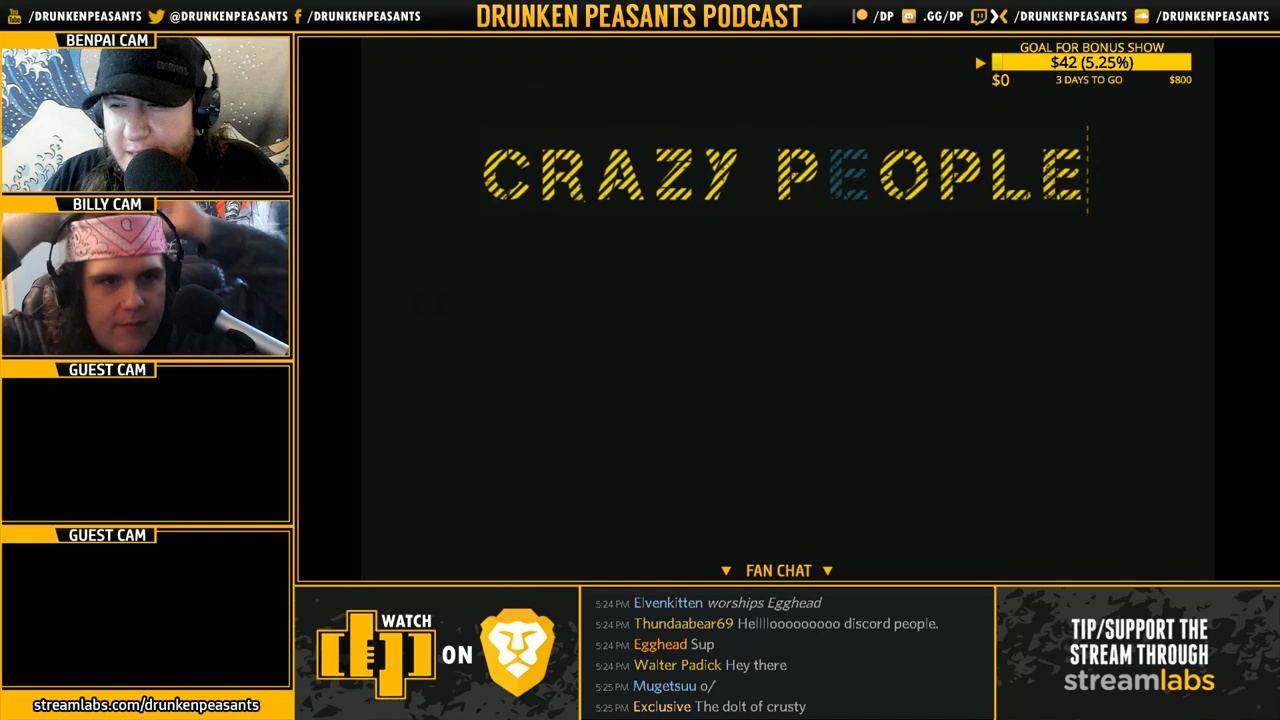 You Tube /DRUNKENPEASANTS @DRUNKENPEASANTS /DRUNKENPEASANTS
DRUNKEN PEASANTS PODCAST
/DP .GG/DP /DRUNKENPEASANTS /DRUNKENPEASANTS
BENPAI CAM
BILLY CAM
GUEST CAM
GUEST CAM
streamlabs.com/drunkenpeasants
GOAL FOR BONUS SHOW
$42 (5.25%)
$0 3 DAYS TO GO $800
CRAZY PEOPLE
FAN CHAT
WATCH
ON
5:24 PM Elvenkitten worships Egghead
5:24 PM Thundaabear69 Hellllooooooooo discord people.
5:24 PM Egghead Sup
5:24 PM Walter Padick Hey there
5:25 PM Mugetsuu o/
5:25 PM Exclusive The dolt of crusty
TIP/SUPPORT THE
STREAM THROUGH
streamlabs